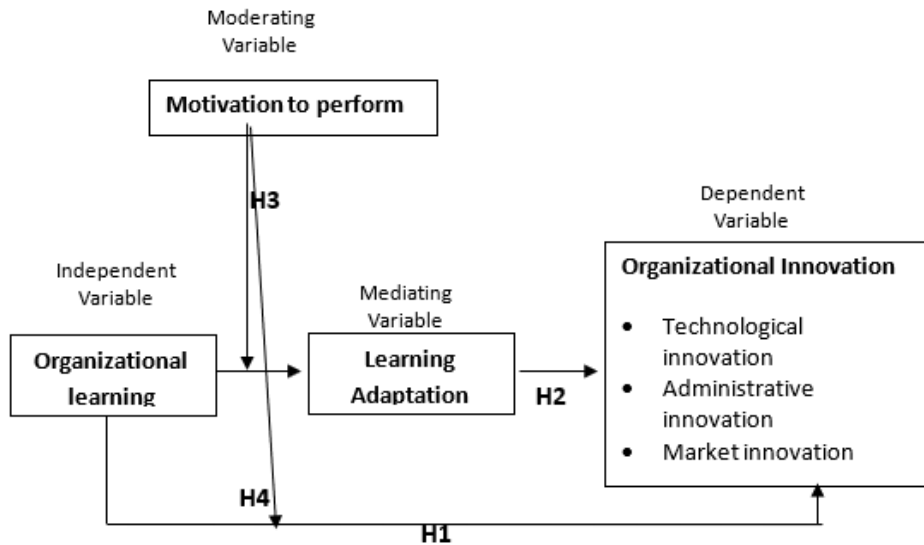 Moderating
Variable
Motivation to perform
H3
Dependent
Variable
Organizational Innovation
• Technological
innovation
• Administrative
innovation
• Market innovation
Independent
Variable
Organizational
learning
Mediating
Variable
Learning
Adaptation
H2
H4
H1